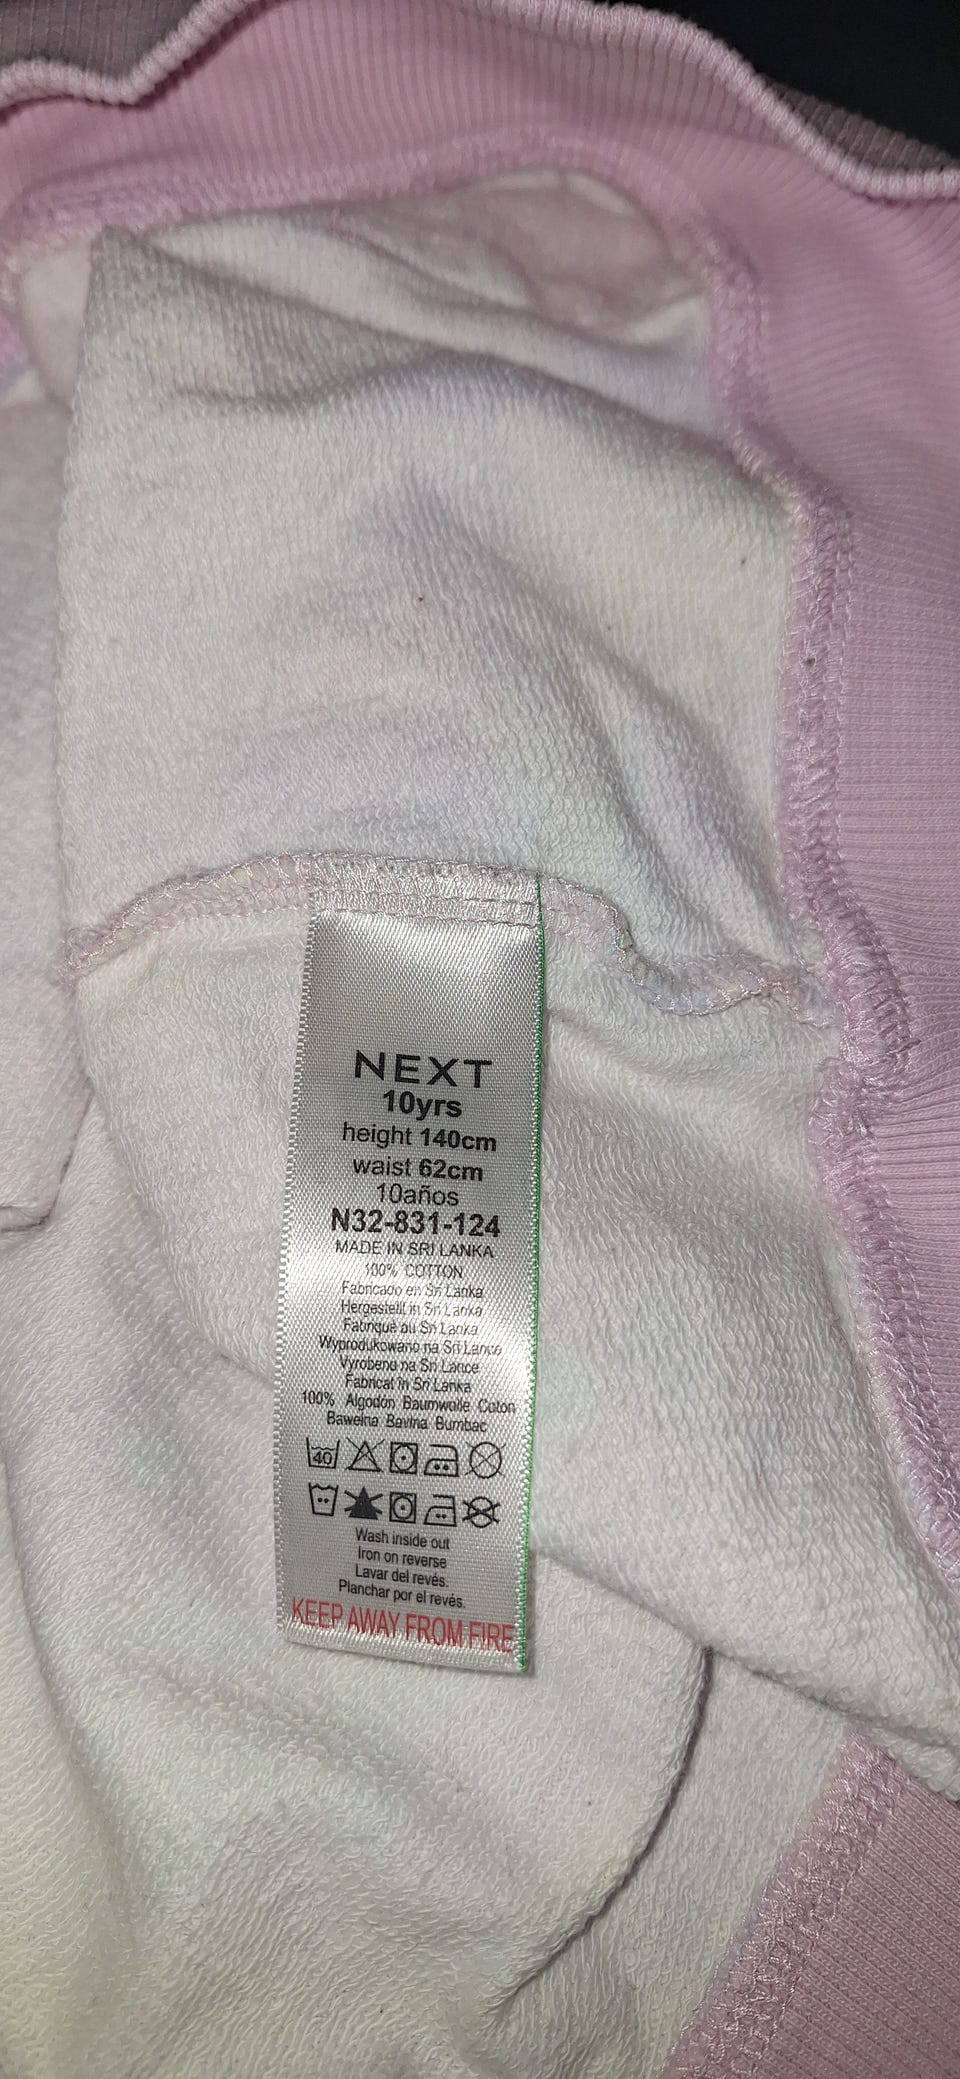 NEXT
10yrs
height 140cm
waist 62cm
10años
N32-831-124
MADE IN SRI LANKA
100% COTTON
Fabricado en Sri Lanka
Hergestellt in Sri Lanka
Fabriqué au Sri Lanka
Wyprodukowano na Sri Lance
Vyrobeno na Sri Lance
Fabricat în Sri Lanka
100% Algodon Baumwolle Coton
Bawełna Bavlna Bumbac
40
Wash inside out
Iron on reverse
Lavar del revés.
Planchar por el revés.
KEEP AWAY FROM FIRE